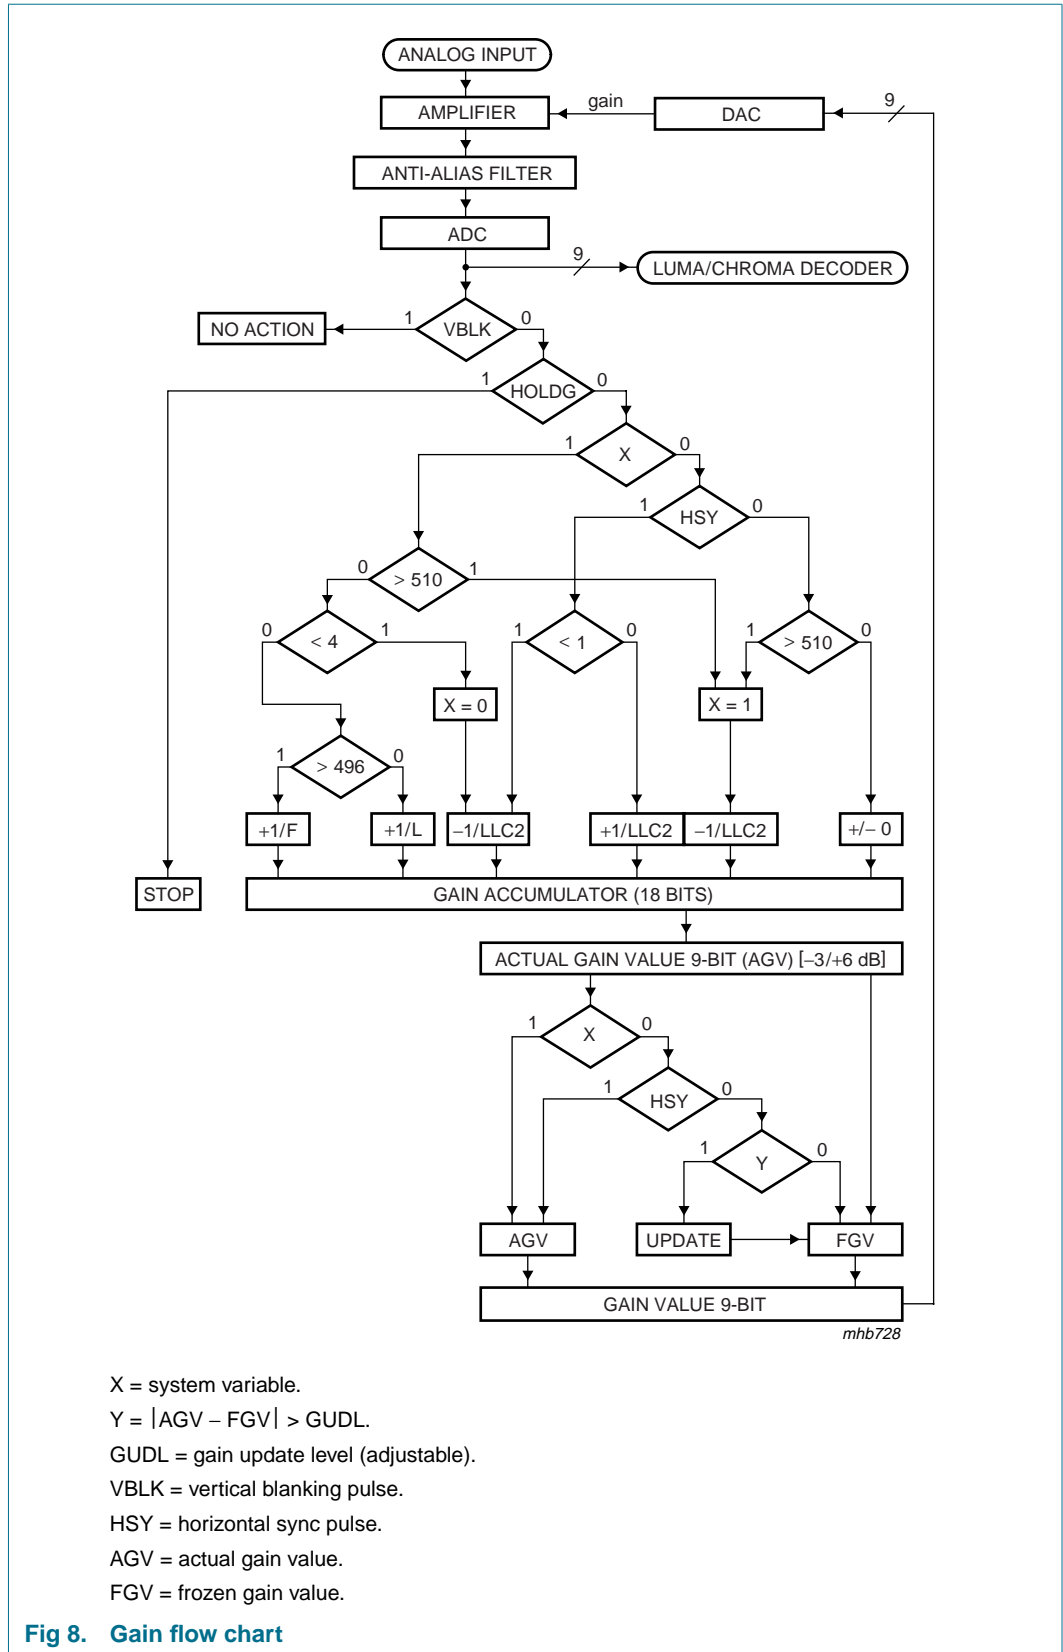 ANALOG INPUT
AMPLIFIER
gain
DAC
9
ANTI-ALIAS FILTER
ADC
9
LUMA/CHROMA DECODER
NO ACTION
1
VBLK
0
1
HOLDG
0
1
X
0
1
HSY
0
0
> 510
1
0
< 4
1
1
< 1
0
1
> 510
0
X = 0
X = 1
1
> 496
0
+1/F
+1/L
−1/LLC2
+1/LLC2
−1/LLC2
+/− 0
STOP
GAIN ACCUMULATOR (18 BITS)
ACTUAL GAIN VALUE 9-BIT (AGV) [−3/+6 dB]
1
X
0
1
HSY
0
1
Y
0
AGV
UPDATE
FGV
GAIN VALUE 9-BIT
mhb728
X = system variable.
Y = |AGV − FGV| > GUDL.
GUDL = gain update level (adjustable).
VBLK = vertical blanking pulse.
HSY = horizontal sync pulse.
AGV = actual gain value.
FGV = frozen gain value.
Fig 8. Gain flow chart